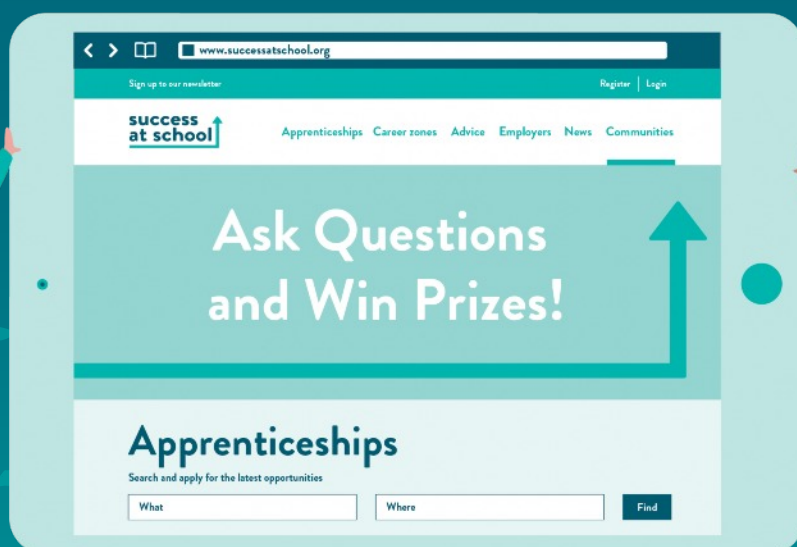 www.successatschool.org
Sign up to our newsletter
Register
Login
success
at school
Apprenticeships Career zones Advice Employers News Communities
Ask Questions
and Win Prizes!
Apprenticeships
Search and apply for the latest opportunities
What
Where
Find